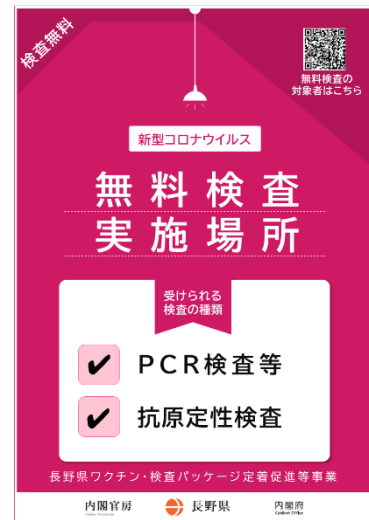 検査無料
無料検査の
対象者はこちら
新型コロナウイルス
無料検査
実施場所
受けられる
検査の種類
PCR検査等
抗原定性検査
長野県ワクチン・検査パッケージ定着促進等事業
内閣官房
長野県
内閣府
Cabinet Office